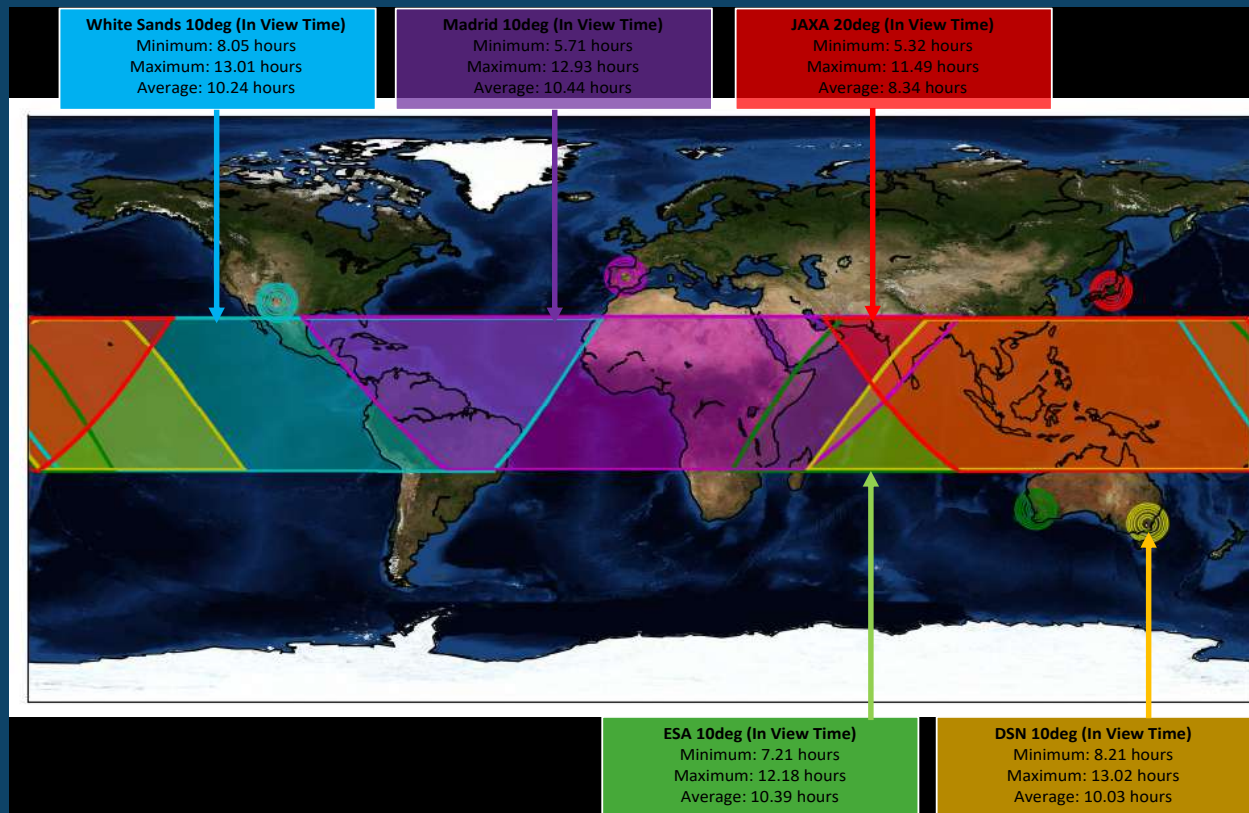 White Sands 10deg (In View Time)
Minimum: 8.05 hours
Maximum: 13.01 hours
Average: 10.24 hours
Madrid 10deg (In View Time)
Minimum: 5.71 hours
Maximum: 12.93 hours
Average: 10.44 hours
JAXA 20deg (In View Time)
Minimum: 5.32 hours
Maximum: 11.49 hours
Average: 8.34 hours
ESA 10deg (In View Time)
Minimum: 7.21 hours
Maximum: 12.18 hours
Average: 10.39 hours
DSN 10deg (In View Time)
Minimum: 8.21 hours
Maximum: 13.02 hours
Average: 10.03 hours